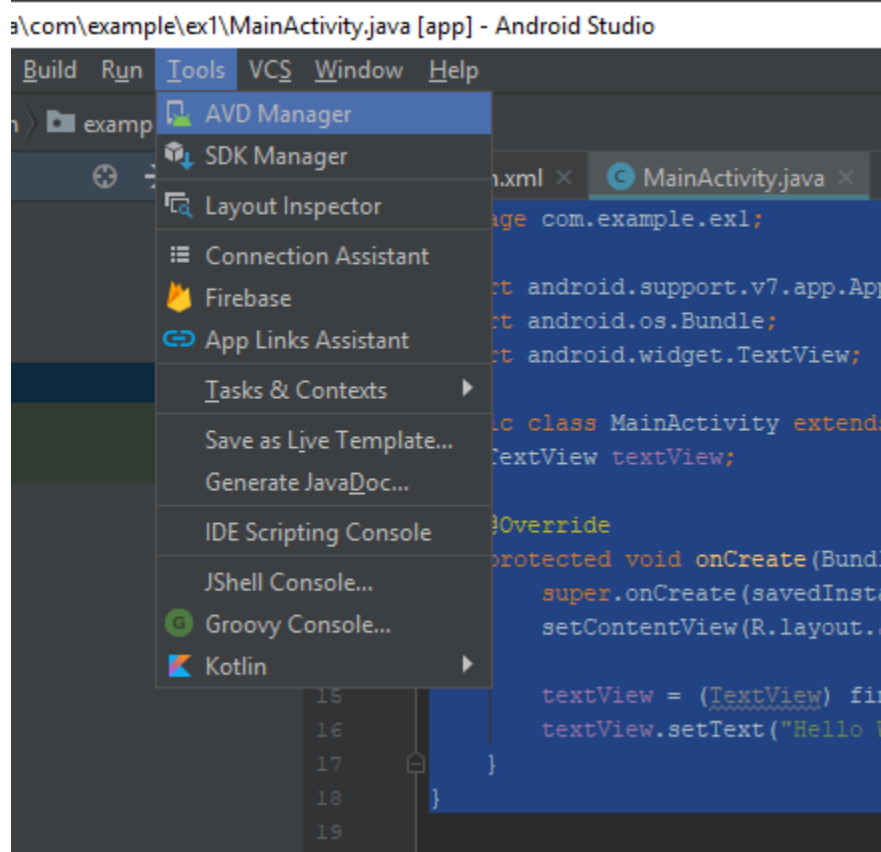 a\com\example\ex1\MainActivity.java [app] - Android Studio
Build Run Tools VCS Window Help
examp
AVD Manager
SDK Manager
Layout Inspector
Connection Assistant
Firebase
App Links Assistant
Tasks & Contexts
Save as Live Template...
Generate JavaDoc...
IDE Scripting Console
JShell Console...
G Groovy Console...
Kotlin
n.xml × C MainActivity.java ×
age com.example.ex1;
rt android.support.v7.app.App
rt android.os.Bundle;
rt android.widget.TextView;
ic class MainActivity extend
TextView textView;
@Override
protected void onCreate(Bundl
super.onCreate(savedInsta
setContentView(R.layout.
15 textView = (TextView) fin
16 textView.setText("Hello W
17 }
18 }
19